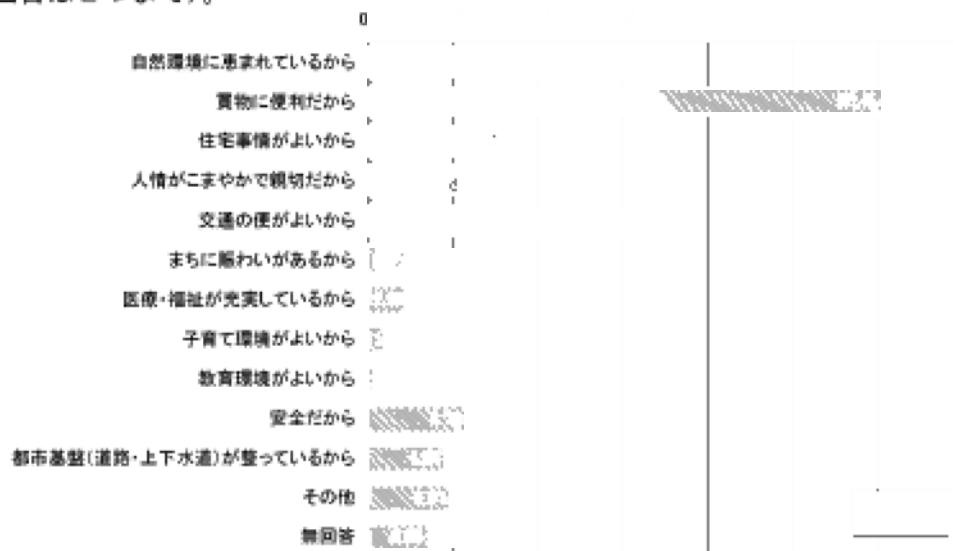 0
自然環境に恵まれているから
買物に便利だから
住宅事情がよいから
人情がこまやかで親切だから
交通の便がよいから
まちに賑わいがあるから
医療・福祉が充実しているから
子育て環境がよいから
教育環境がよいから
安全だから
都市基盤(道路・上下水道)が整っているから
その他
無回答